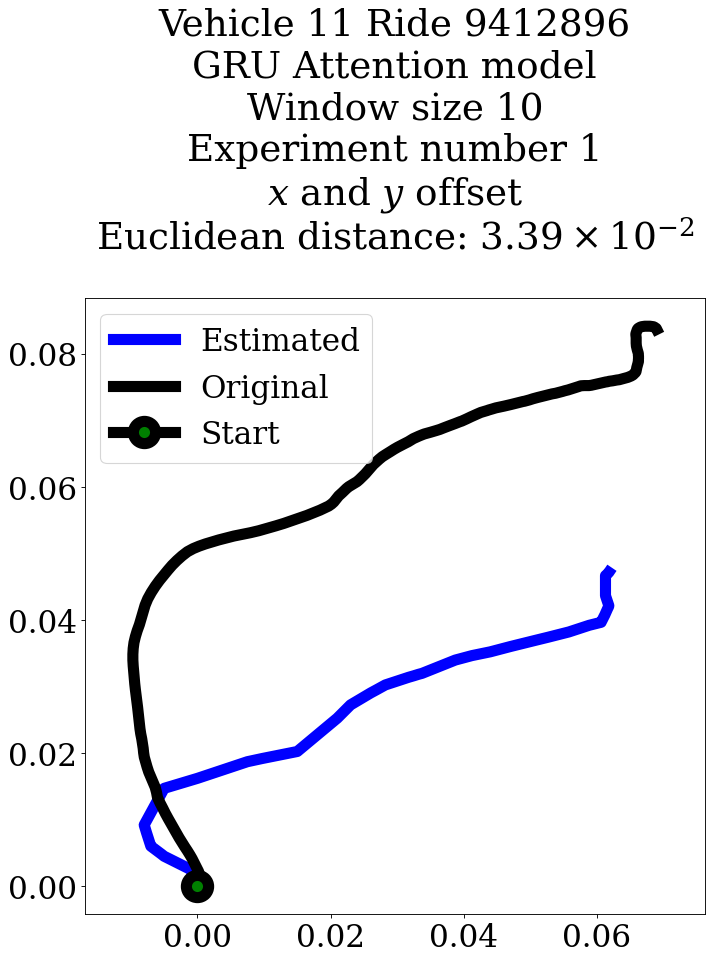 Vehicle 11 Ride 9412896
GRU Attention model
Window size 10
Experiment number 1
x and y offset
Euclidean distance: 3.39 × 10⁻²
Estimated
Original
Start
0.08
0.06
0.04
0.02
0.00
0.00 0.02 0.04 0.06